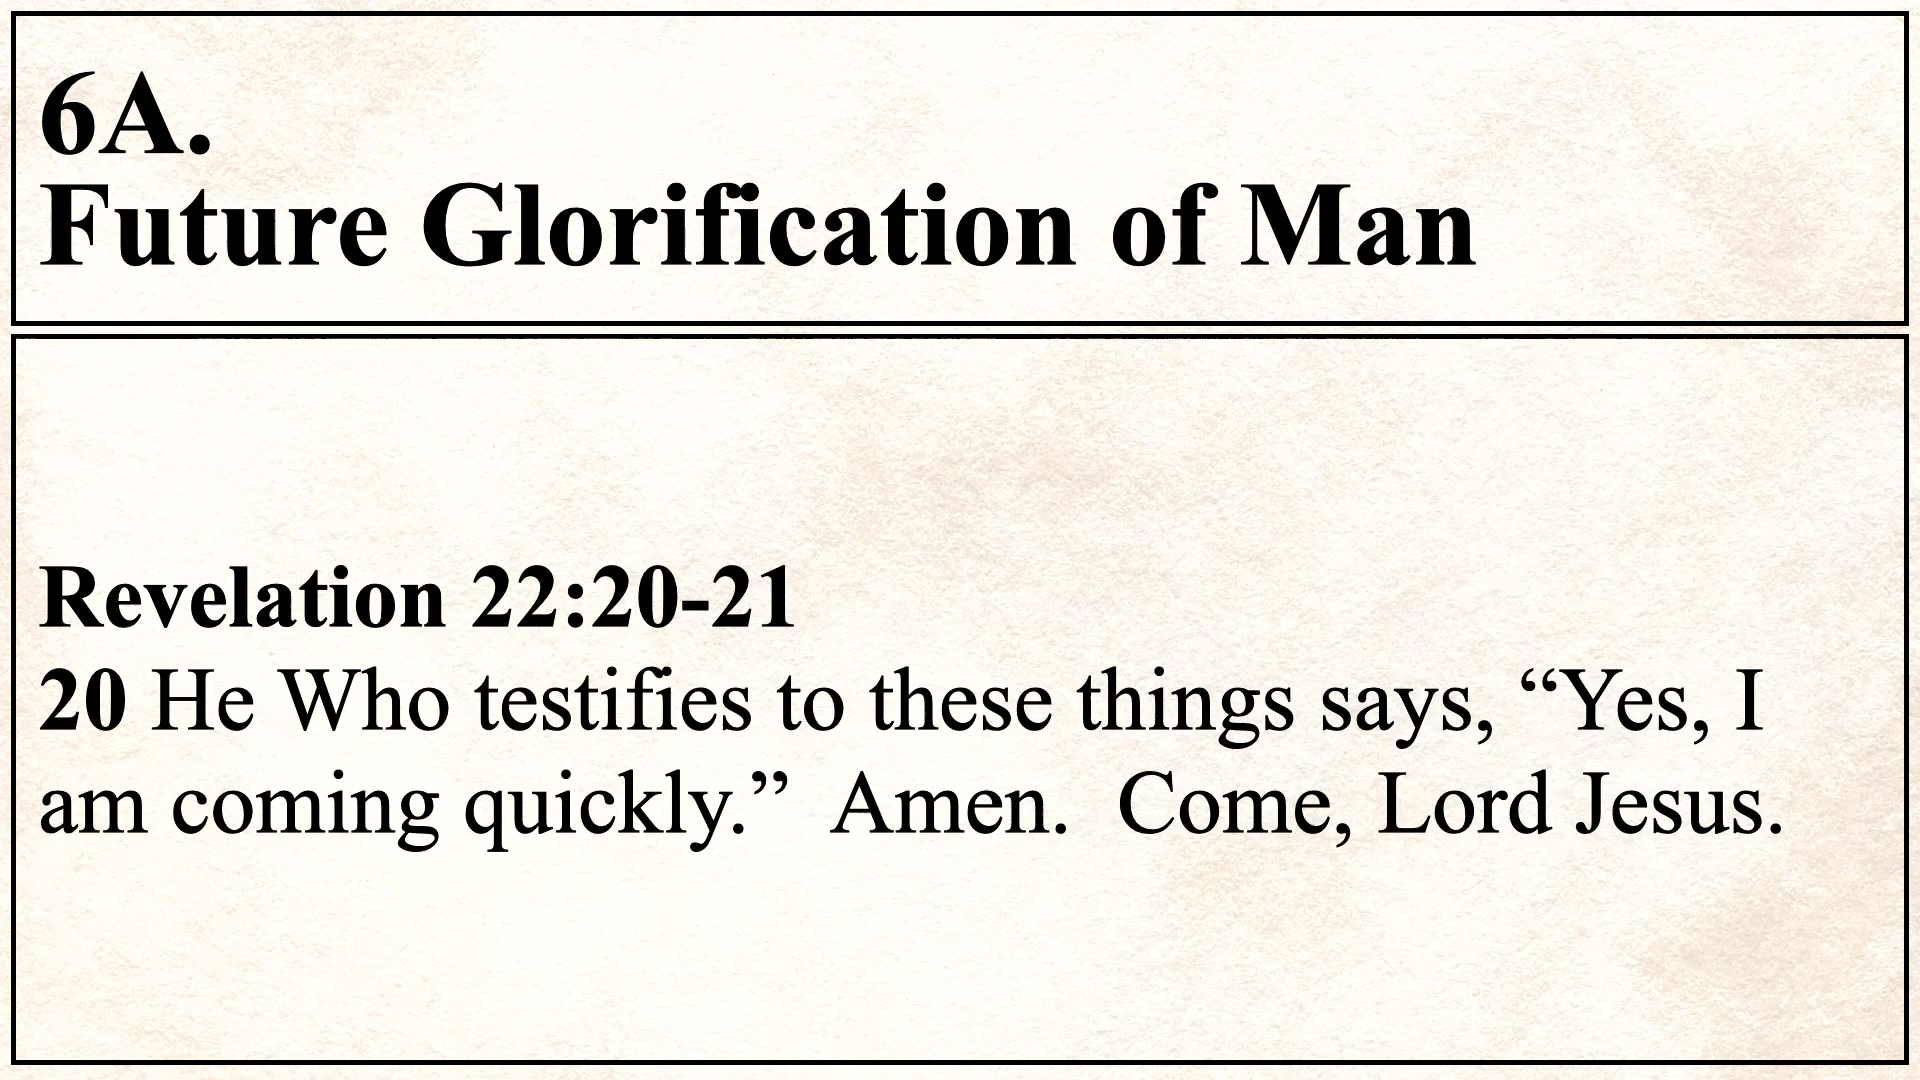 6A.
Future Glorification of Man
Revelation 22:20-21
20 He Who testifies to these things says, “Yes, I
am coming quickly.”  Amen.  Come, Lord Jesus.